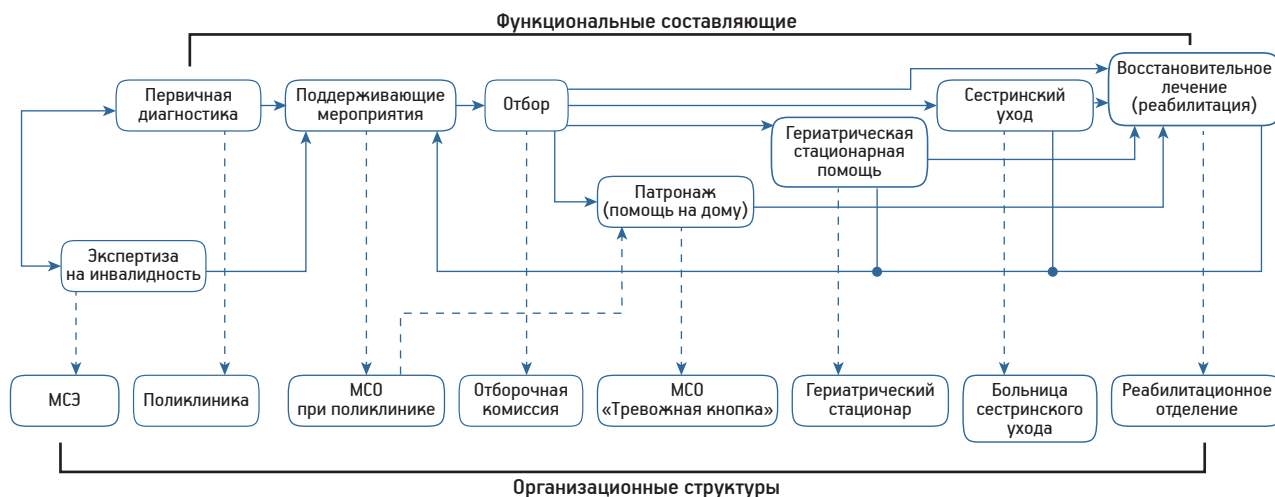 Функциональные составляющие
Первичная
диагностика
Поддерживающие
мероприятия
Отбор
Сестринский
уход
Восстановительное
лечение
(реабилитация)
Гериатрическая
стационарная
помощь
Патронаж
(помощь на дому)
Экспертиза
на инвалидность
МСЭ
Поликлиника
МСО
при поликлинике
Отборочная
комиссия
МСО
«Тревожная кнопка»
Гериатрический
стационар
Больница
сестринского
ухода
Реабилитационное
отделение
Организационные структуры